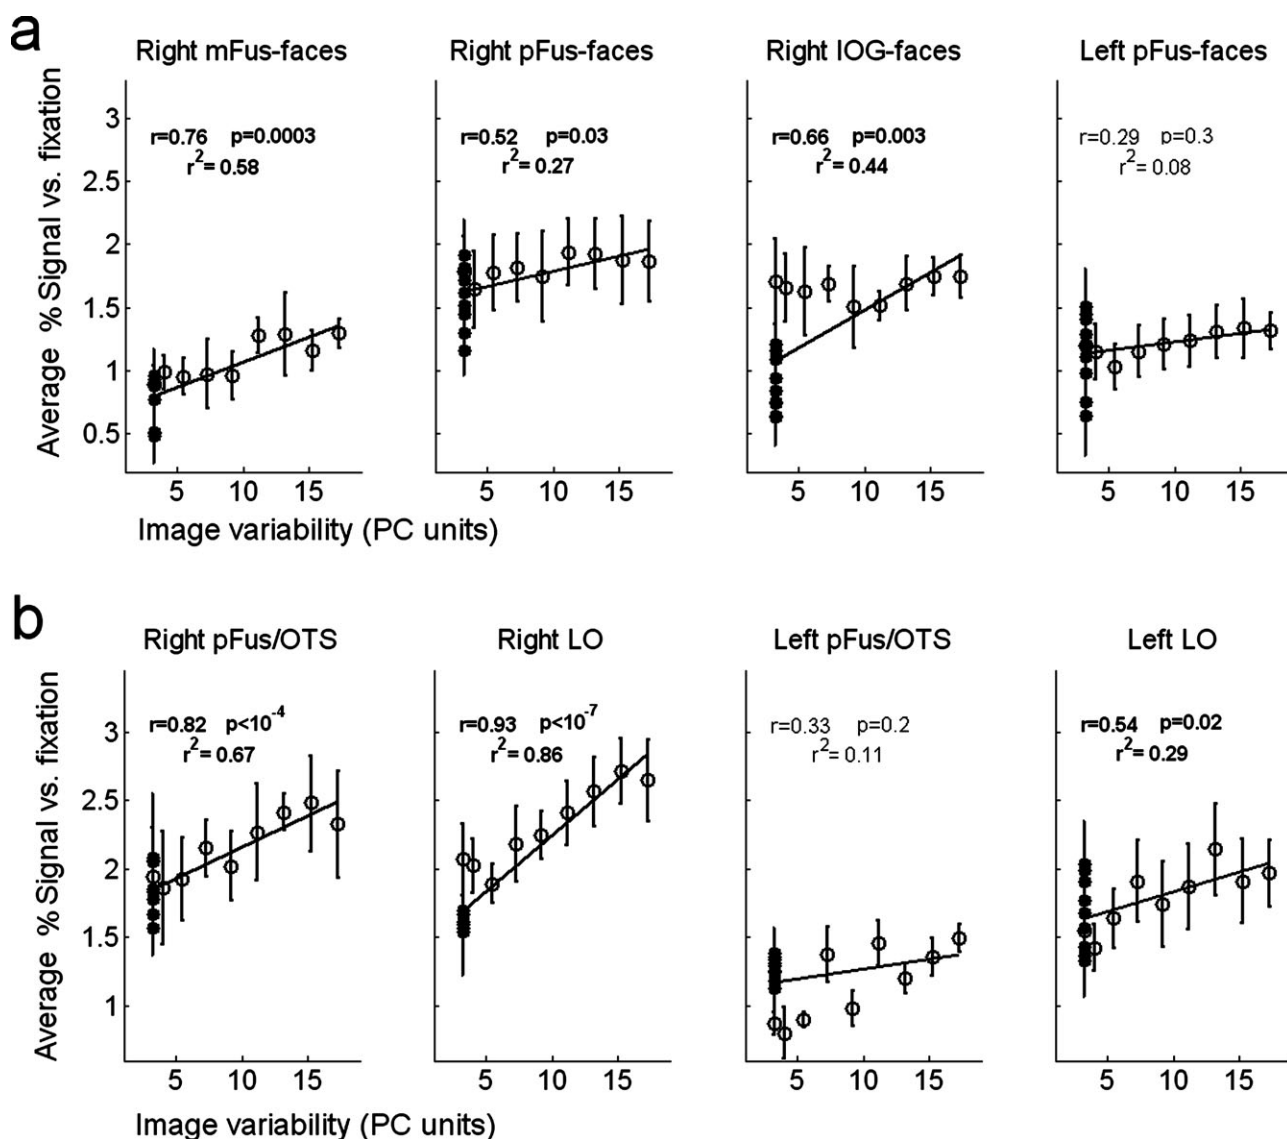 a
Right mFus-faces
Right pFus-faces
Right IOG-faces
Left pFus-faces
Average % Signal vs. fixation
3
2.5
2
1.5
1
0.5
r=0.76 p=0.0003
r²= 0.58
r=0.52 p=0.03
r²= 0.27
r=0.66 p=0.003
r²= 0.44
r=0.29 p=0.3
r²= 0.08
5 10 15
5 10 15
5 10 15
5 10 15
Image variability (PC units)
b
Right pFus/OTS
Right LO
Left pFus/OTS
Left LO
Average % Signal vs. fixation
3
2.5
2
1.5
1
r=0.82 p<10⁻⁴
r²= 0.67
r=0.93 p<10⁻⁷
r²= 0.86
r=0.33 p=0.2
r²= 0.11
r=0.54 p=0.02
r²= 0.29
5 10 15
5 10 15
5 10 15
5 10 15
Image variability (PC units)